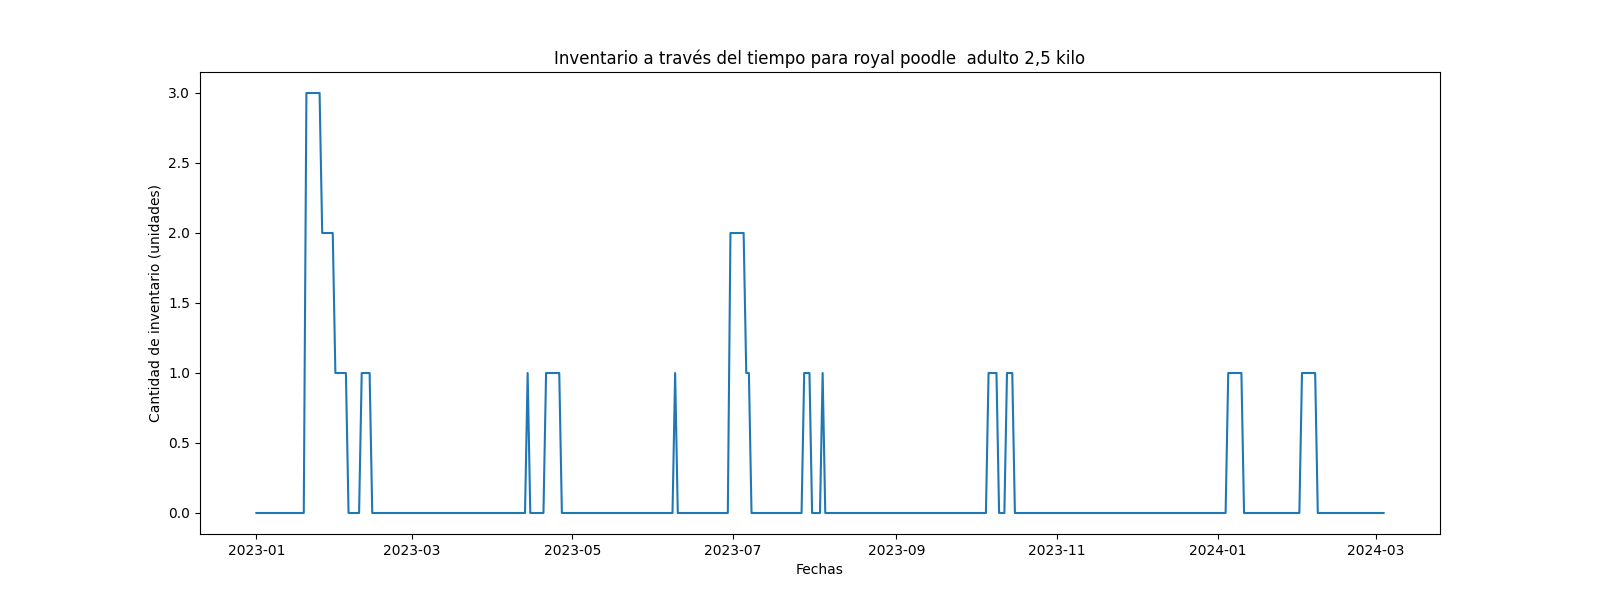 Inventario a través del tiempo para royal poodle  adulto 2,5 kilo
Cantidad de inventario (unidades)
3.0
2.5
2.0
1.5
1.0
0.5
0.0
2023-01 2023-03 2023-05 2023-07 2023-09 2023-11 2024-01 2024-03
Fechas